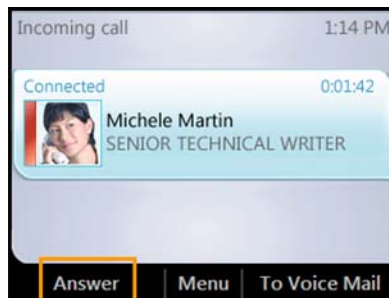 Incoming call 1:14 PM
Connected 0:01:42
Michele Martin
SENIOR TECHNICAL WRITER
Answer Menu To Voice Mail